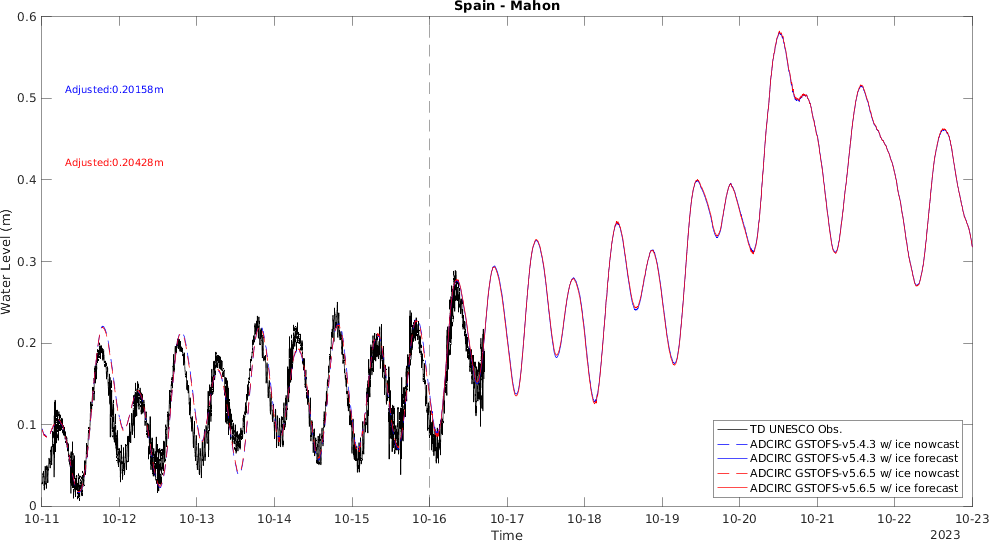 Spain - Mahon
0.6
0.5
0.4
0.3
0.2
0.1
0
Water Level (m)
Adjusted:0.20158m
Adjusted:0.20428m
TD UNESCO Obs.
ADCIRC GSTOFS-v5.4.3 w/ ice nowcast
ADCIRC GSTOFS-v5.4.3 w/ ice forecast
ADCIRC GSTOFS-v5.6.5 w/ ice nowcast
ADCIRC GSTOFS-v5.6.5 w/ ice forecast
10-11 10-12 10-13 10-14 10-15 10-16 10-17 10-18 10-19 10-20 10-21 10-22 10-23
Time
2023